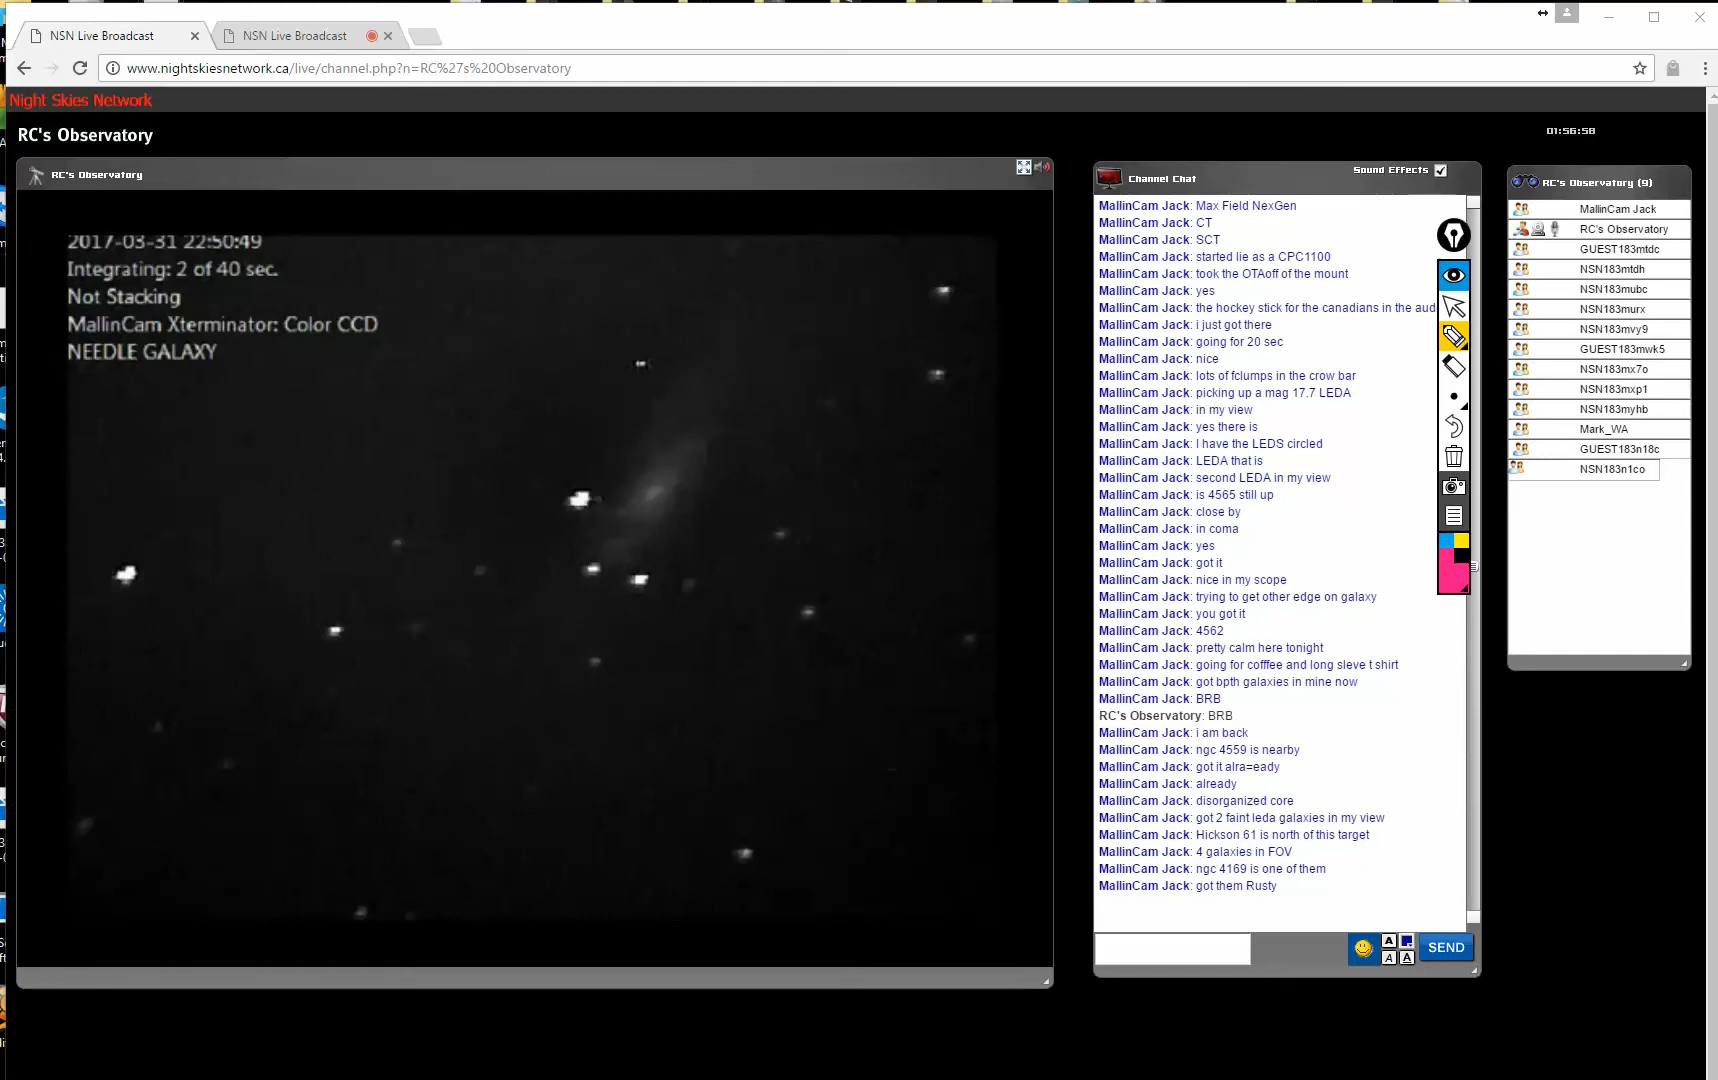 NSN Live Broadcast
NSN Live Broadcast
www.nightskiesnetwork.ca/live/channel.php?n=RC%27s%20Observatory
Night Skies Network
RC's Observatory
01:56:58
RC's Observatory
2017-03-31 22:50:49
Integrating: 2 of 40 sec.
Not Stacking
MallinCam Xterminator: Color CCD
NEEDLE GALAXY
Channel Chat
Sound Effects
MallinCam Jack: Max Field NexGen
MallinCam Jack: CT
MallinCam Jack: SCT
MallinCam Jack: started lie as a CPC1100
MallinCam Jack: took the OTAoff of the mount
MallinCam Jack: yes
MallinCam Jack: the hockey stick for the canadians in the aud
MallinCam Jack: i just got there
MallinCam Jack: going for 20 sec
MallinCam Jack: nice
MallinCam Jack: lots of fclumps in the crow bar
MallinCam Jack: picking up a mag 17.7 LEDA
MallinCam Jack: in my view
MallinCam Jack: yes there is
MallinCam Jack: I have the LEDS circled
MallinCam Jack: LEDA that is
MallinCam Jack: second LEDA in my view
MallinCam Jack: is 4565 still up
MallinCam Jack: close by
MallinCam Jack: in coma
MallinCam Jack: yes
MallinCam Jack: got it
MallinCam Jack: nice in my scope
MallinCam Jack: trying to get other edge on galaxy
MallinCam Jack: you got it
MallinCam Jack: 4562
MallinCam Jack: pretty calm here tonight
MallinCam Jack: going for cofffee and long sleve t shirt
MallinCam Jack: got bpth galaxies in mine now
MallinCam Jack: BRB
RC's Observatory: BRB
MallinCam Jack: i am back
MallinCam Jack: ngc 4559 is nearby
MallinCam Jack: got it alra=eady
MallinCam Jack: already
MallinCam Jack: disorganized core
MallinCam Jack: got 2 faint leda galaxies in my view
MallinCam Jack: Hickson 61 is north of this target
MallinCam Jack: 4 galaxies in FOV
MallinCam Jack: ngc 4169 is one of them
MallinCam Jack: got them Rusty
A
A
A
SEND
RC's Observatory (9)
MallinCam Jack
RC's Observatory
GUEST183mtdc
NSN183mtdh
NSN183mubc
NSN183murx
NSN183mvy9
GUEST183mwk5
NSN183mx7o
NSN183mxp1
NSN183myhb
Mark_WA
GUEST183n18c
NSN183n1co